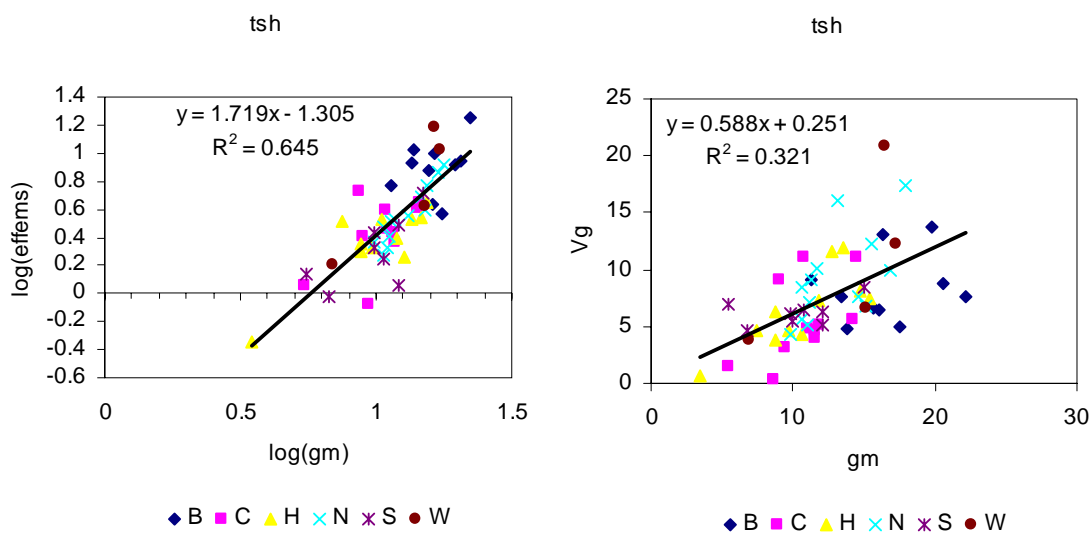 tsh
y = 1.719x - 1.305
R² = 0.645
1.4
1.2
1
0.8
0.6
0.4
0.2
0
-0.2
-0.4
-0.6
0
0.5
1
1.5
log(effems)
log(gm)
B C H N S W
tsh
y = 0.588x + 0.251
R² = 0.321
25
20
15
10
5
0
0
10
20
30
Vg
gm
B C H N S W